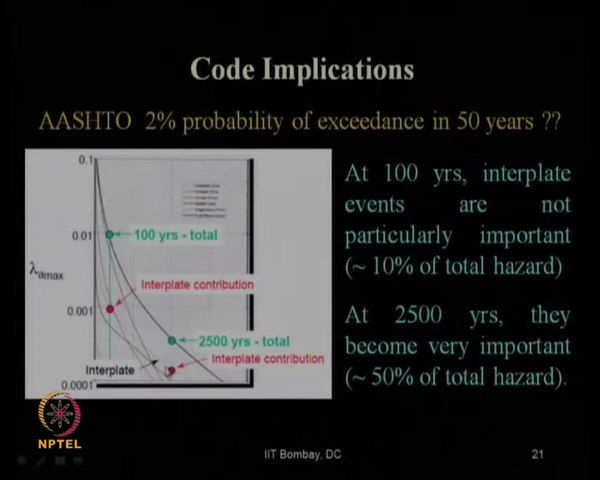 Code Implications
AASHTO 2% probability of exceedance in 50 years ??
0.1
0.01
λamax
0.001
0.0001
100 yrs - total
Interplate contribution
2500 yrs - total
Interplate contribution
Interplate
At 100 yrs, interplate
events are not
particularly important
(~ 10% of total hazard)
At 2500 yrs, they
become very important
(~ 50% of total hazard).
NPTEL
IIT Bombay, DC
21